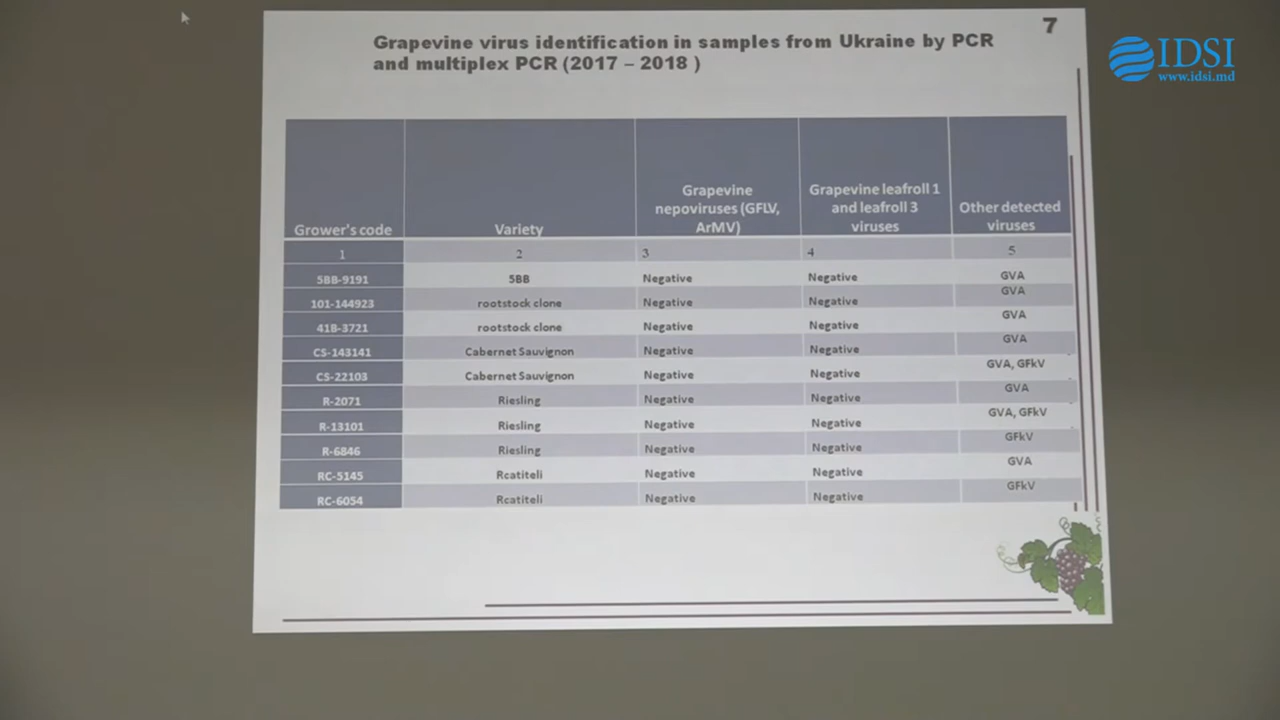 7
Grapevine virus identification in samples from Ukraine by PCR
and multiplex PCR (2017 – 2018 )
IDSI
www.idsi.md
Grower's code Variety Grapevine nepoviruses (GFLV, ArMV) Grapevine leafroll 1 and leafroll 3 viruses Other detected viruses
1 2 3 4 5
5BB-9191 5BB Negative Negative GVA
101-144923 rootstock clone Negative Negative GVA
41B-3721 rootstock clone Negative Negative GVA
CS-143141 Cabernet Sauvignon Negative Negative GVA
CS-22103 Cabernet Sauvignon Negative Negative GVA, GFkV
R-2071 Riesling Negative Negative GVA
R-13101 Riesling Negative Negative GVA, GFkV
R-6846 Riesling Negative Negative GFkV
RC-5145 Rcatiteli Negative Negative GVA
RC-6054 Rcatiteli Negative Negative GFkV